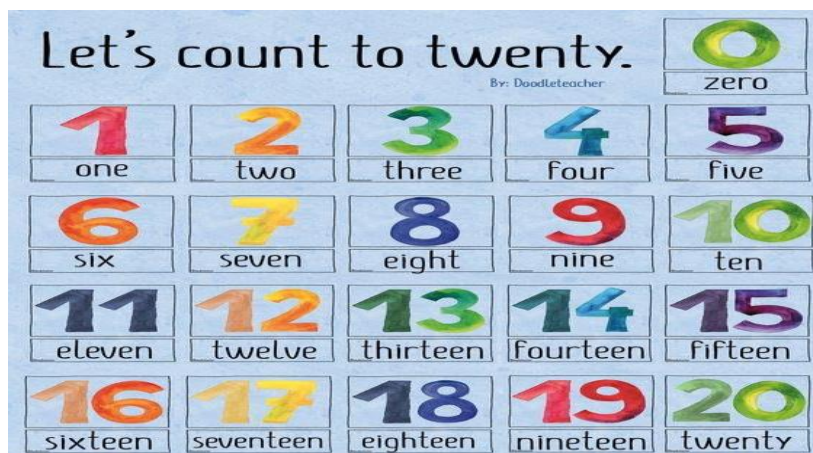 Let's count to twenty.
0
By: Doodleteacher
zero
1 2 3 4 5
one two three four five
6 7 8 9 10
six seven eight nine ten
11 12 13 14 15
eleven twelve thirteen fourteen fifteen
16 17 18 19 20
sixteen seventeen eighteen nineteen twenty